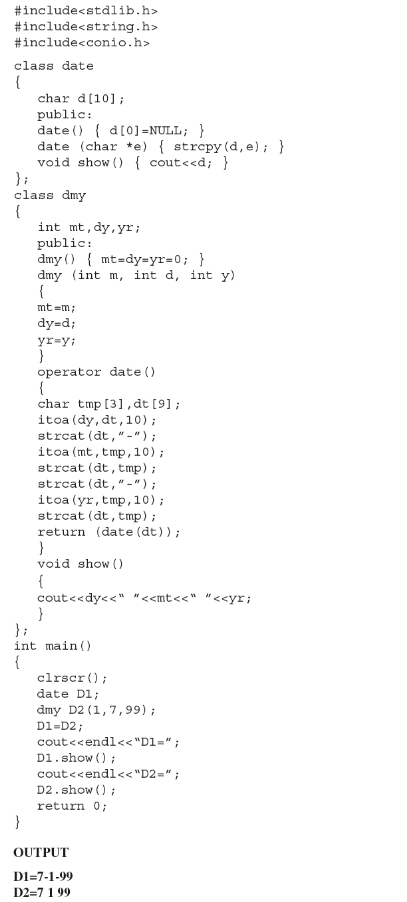 #include<stdlib.h>
#include<string.h>
#include<conio.h>
class date
{
char d[10];
public:
date() { d[0]=NULL; }
date (char *e) { strcpy(d,e); }
void show() { cout<<d; }
};
class dmy
{
int mt,dy,yr;
public:
dmy() { mt=dy=yr=0; }
dmy (int m, int d, int y)
{
mt=m;
dy=d;
yr=y;
}
operator date()
{
char tmp[3],dt[9];
itoa(dy,dt,10);
strcat(dt,”-”);
itoa(mt,tmp,10);
strcat(dt,tmp);
strcat(dt,”-”);
itoa(yr,tmp,10);
strcat(dt,tmp);
return (date(dt));
}
void show()
{
cout<<dy<<“ ”<<mt<<“ ”<<yr;
}
};
int main()
{
clrscr();
date D1;
dmy D2(1,7,99);
D1=D2;
cout<<endl<<“D1=”;
D1.show();
cout<<endl<<“D2=”;
D2.show();
return 0;
}
OUTPUT
D1=7-1-99
D2=7 1 99